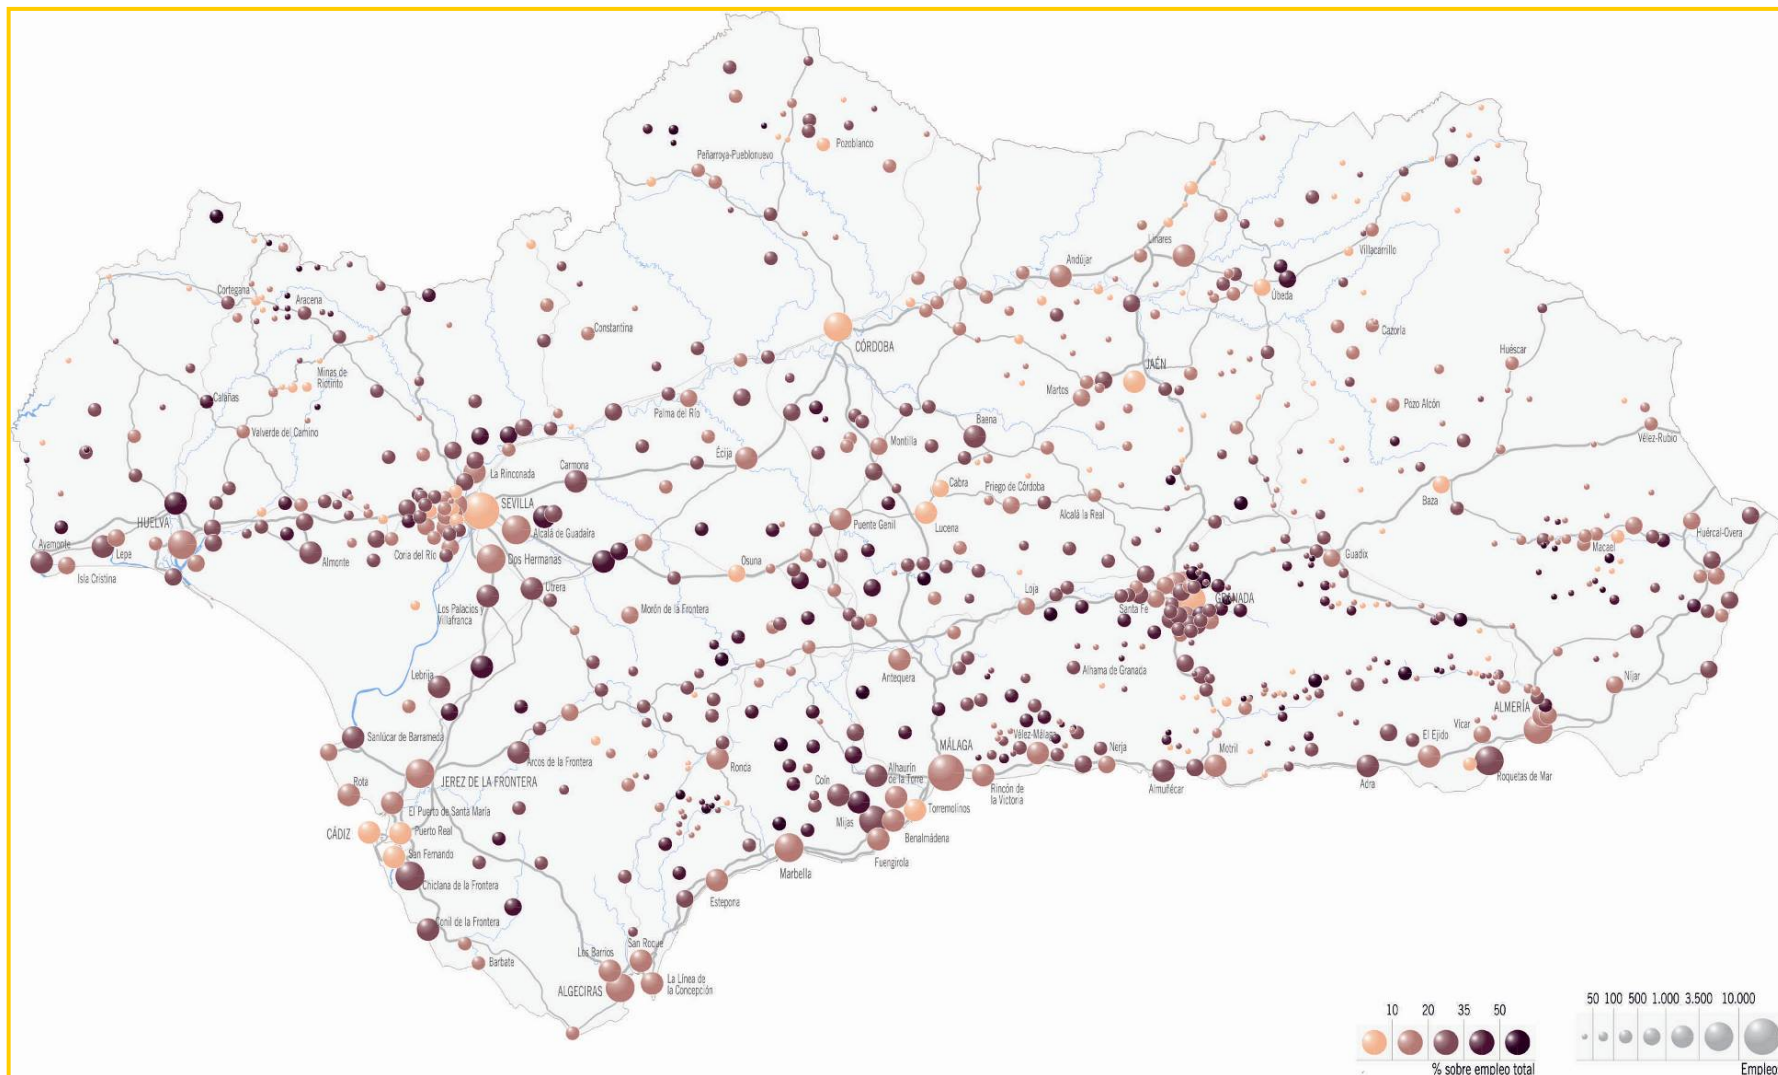 Pozoblanco
Peñarroya-Pueblonuevo
Linares
Villacarrillo
Andújar
Úbeda
Cortegana
Aracena
Constantina
CÓRDOBA
Cazorla
Huéscar
Minas de
Riotinto
JAÉN
Martos
Calañas
Palma del Río
Pozo Alcón
Valverde del Camino
Baena
Montilla
Vélez-Rubio
Écija
La Rinconada
Carmona
Cabra
Priego de Córdoba
Baza
Alcalá la Real
SEVILLA
HUELVA
Lucena
Puente Genil
Alcalá de Guadaíra
Huércal-Overa
Ayamonte
Lepe
Almonte
Coria del Río
Dos Hermanas
Macael
Guadix
Isla Cristina
Osuna
Utrera
Loja
GRANADA
Santa Fe
Los Palacios
Villafranca
Morón de la Frontera
Lebrija
Antequera
Alhama de Granada
Níjar
ALMERÍA
Vícar
Sanlúcar de Barrameda
Vélez-Málaga
El Ejido
MÁLAGA
Nerja
Motril
Arcos de la Frontera
Ronda
Alhaurín
de la Torre
JEREZ DE LA FRONTERA
Rota
Coín
Rincón de
la Victoria
Almuñécar
Adra
Roquetas de Mar
El Puerto de Santa María
Torremolinos
CÁDIZ
Puerto Real
Mijas
Benalmádena
San Fernando
Fuengirola
Marbella
Chiclana de la Frontera
Estepona
Conil de la Frontera
San Roque
Los Barrios
Barbate
La Línea de
la Concepción
ALGECIRAS
10 20 35 50
% sobre empleo total
50 100 500 1.000 3.500 10.000
Empleo